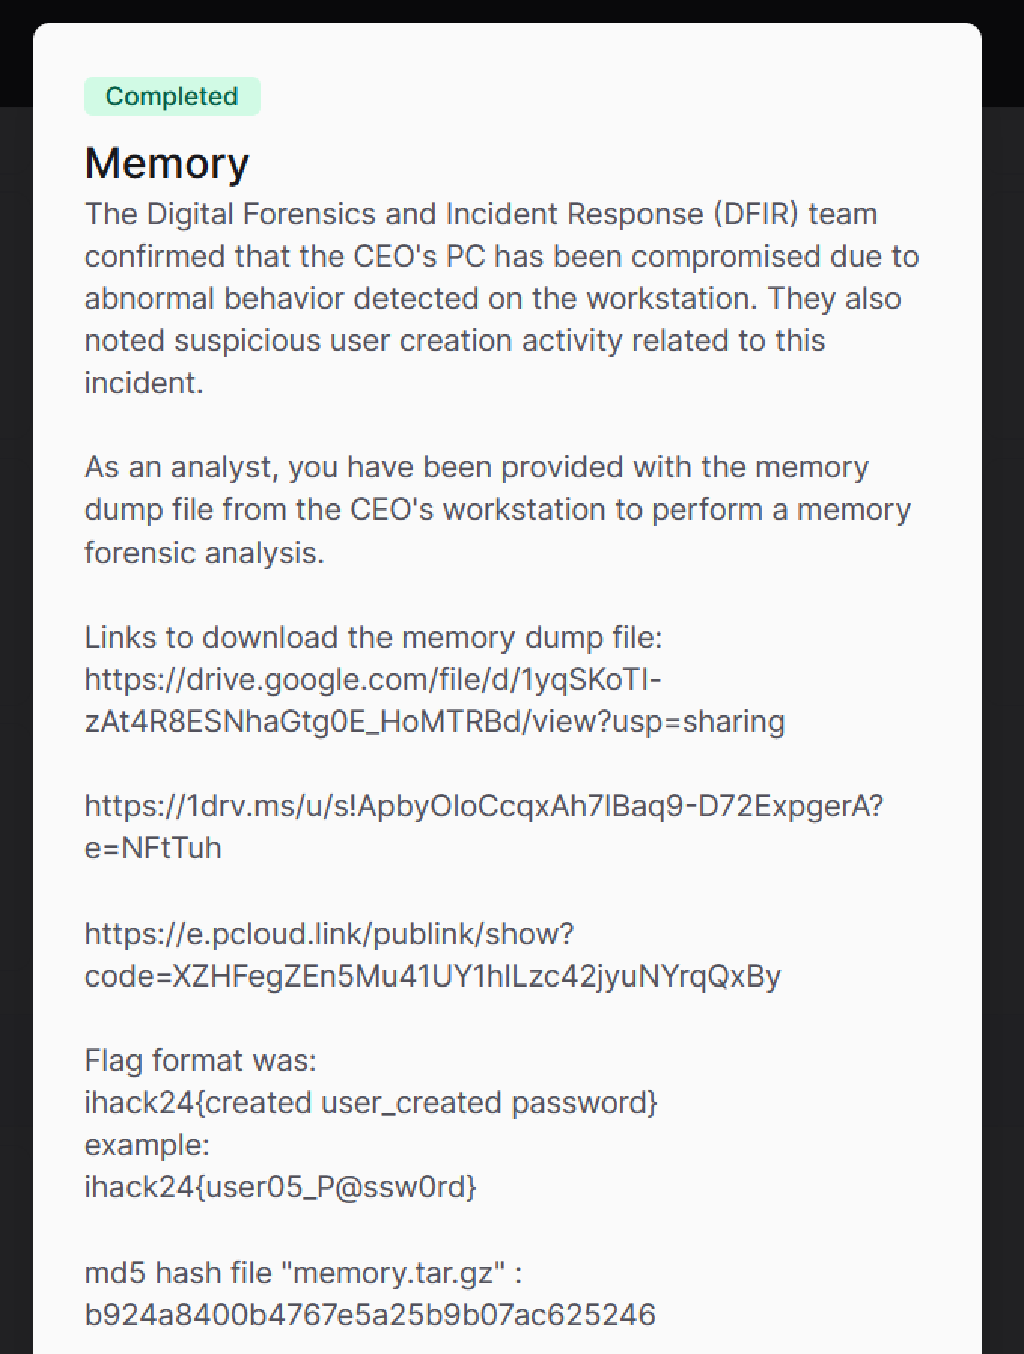 Completed
Memory
The Digital Forensics and Incident Response (DFIR) team
confirmed that the CEO's PC has been compromised due to
abnormal behavior detected on the workstation. They also
noted suspicious user creation activity related to this
incident.
As an analyst, you have been provided with the memory
dump file from the CEO's workstation to perform a memory
forensic analysis.
Links to download the memory dump file:
https://drive.google.com/file/d/1yqSKoTI-
zAt4R8ESNhaGtg0E_HoMTRBd/view?usp=sharing
https://1drv.ms/u/s!ApbyOloCcqxAh7lBaq9-D72ExpgerA?
e=NFtTuh
https://e.pcloud.link/publink/show?
code=XZHFegZEn5Mu41UY1hlLzc42jyuNYrqQxBy
Flag format was:
ihack24{created user_created password}
example:
ihack24{user05_P@ssw0rd}
md5 hash file "memory.tar.gz" :
b924a8400b4767e5a25b9b07ac625246